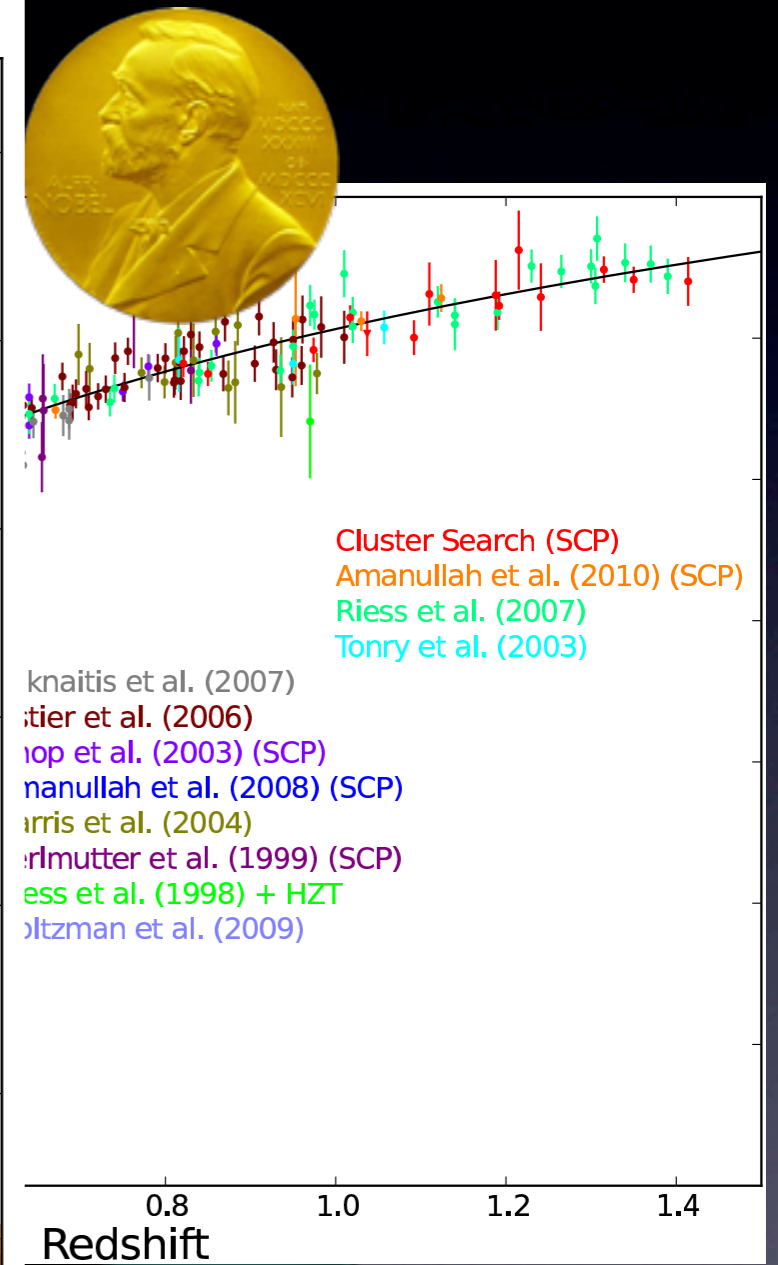 NOBEL
Cluster Search (SCP)
Amanullah et al. (2010) (SCP)
Riess et al. (2007)
Tonry et al. (2003)
knaitis et al. (2007)
stier et al. (2006)
nop et al. (2003) (SCP)
manullah et al. (2008) (SCP)
arris et al. (2004)
erlmutter et al. (1999) (SCP)
ess et al. (1998) + HZT
oltzman et al. (2009)
0.8 1.0 1.2 1.4
Redshift